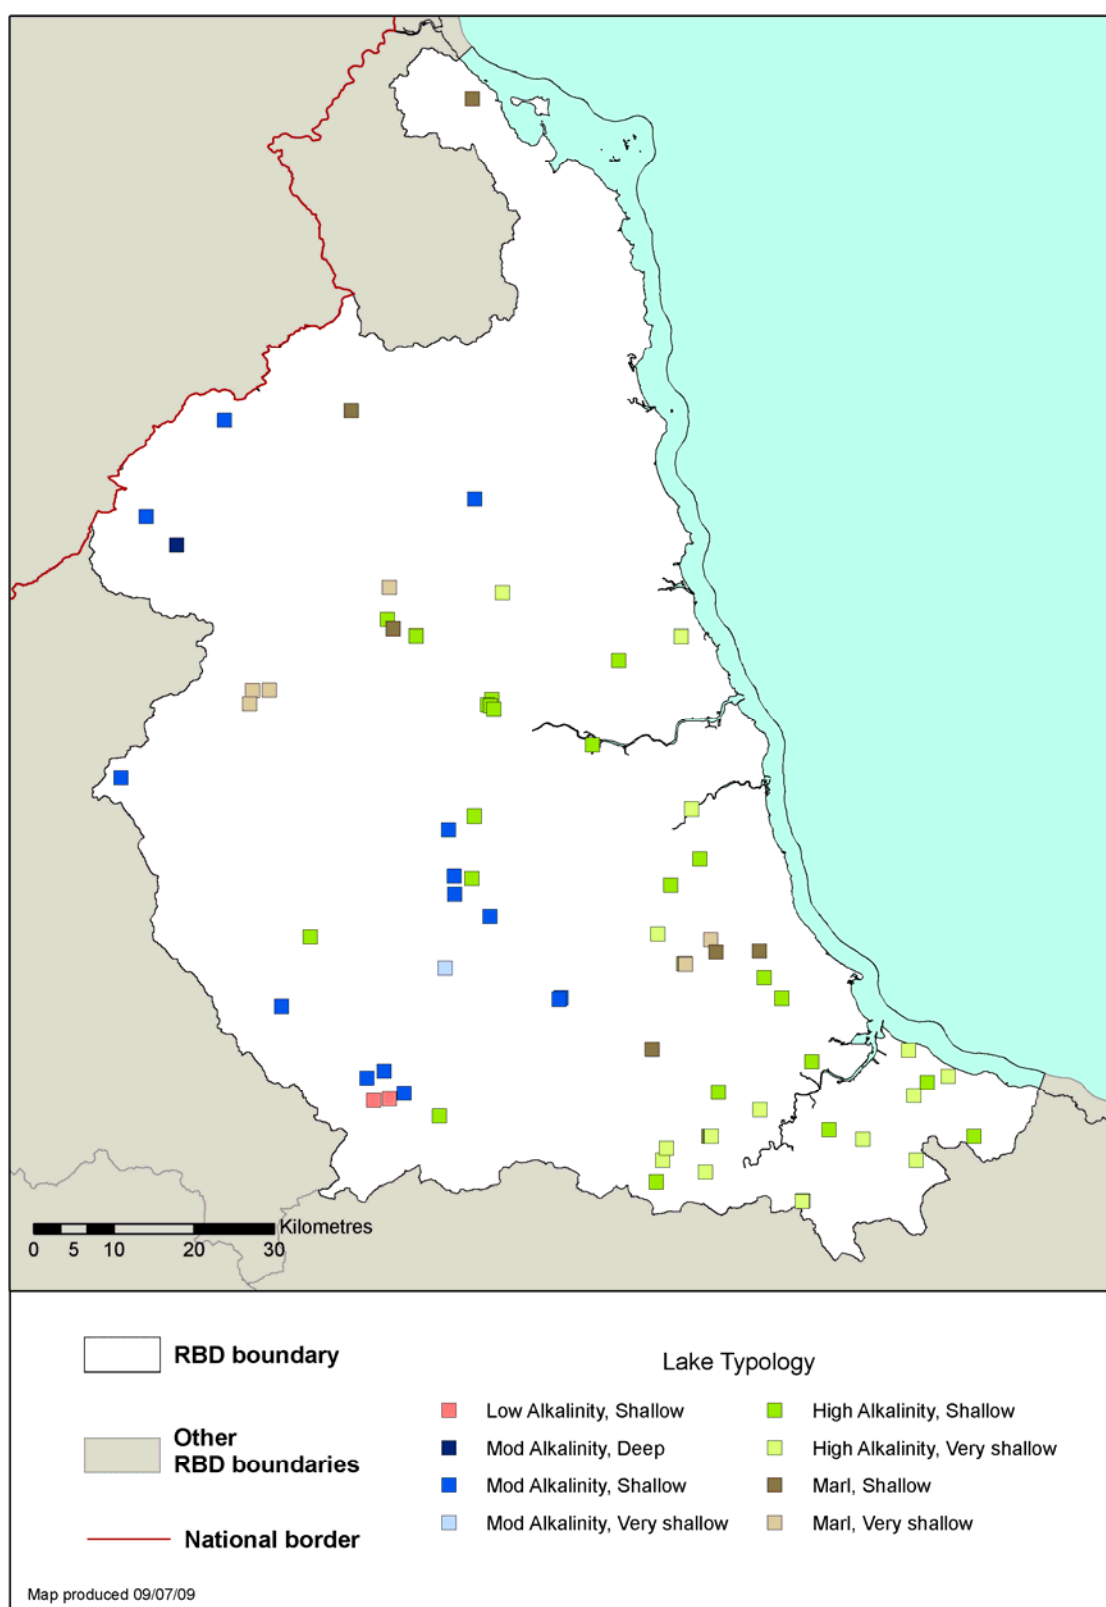 Kilometres
0 5 10 20 30
RBD boundary
Other
RBD boundaries
National border
Lake Typology
Low Alkalinity, Shallow
Mod Alkalinity, Deep
Mod Alkalinity, Shallow
Mod Alkalinity, Very shallow
High Alkalinity, Shallow
High Alkalinity, Very shallow
Marl, Shallow
Marl, Very shallow
Map produced 09/07/09